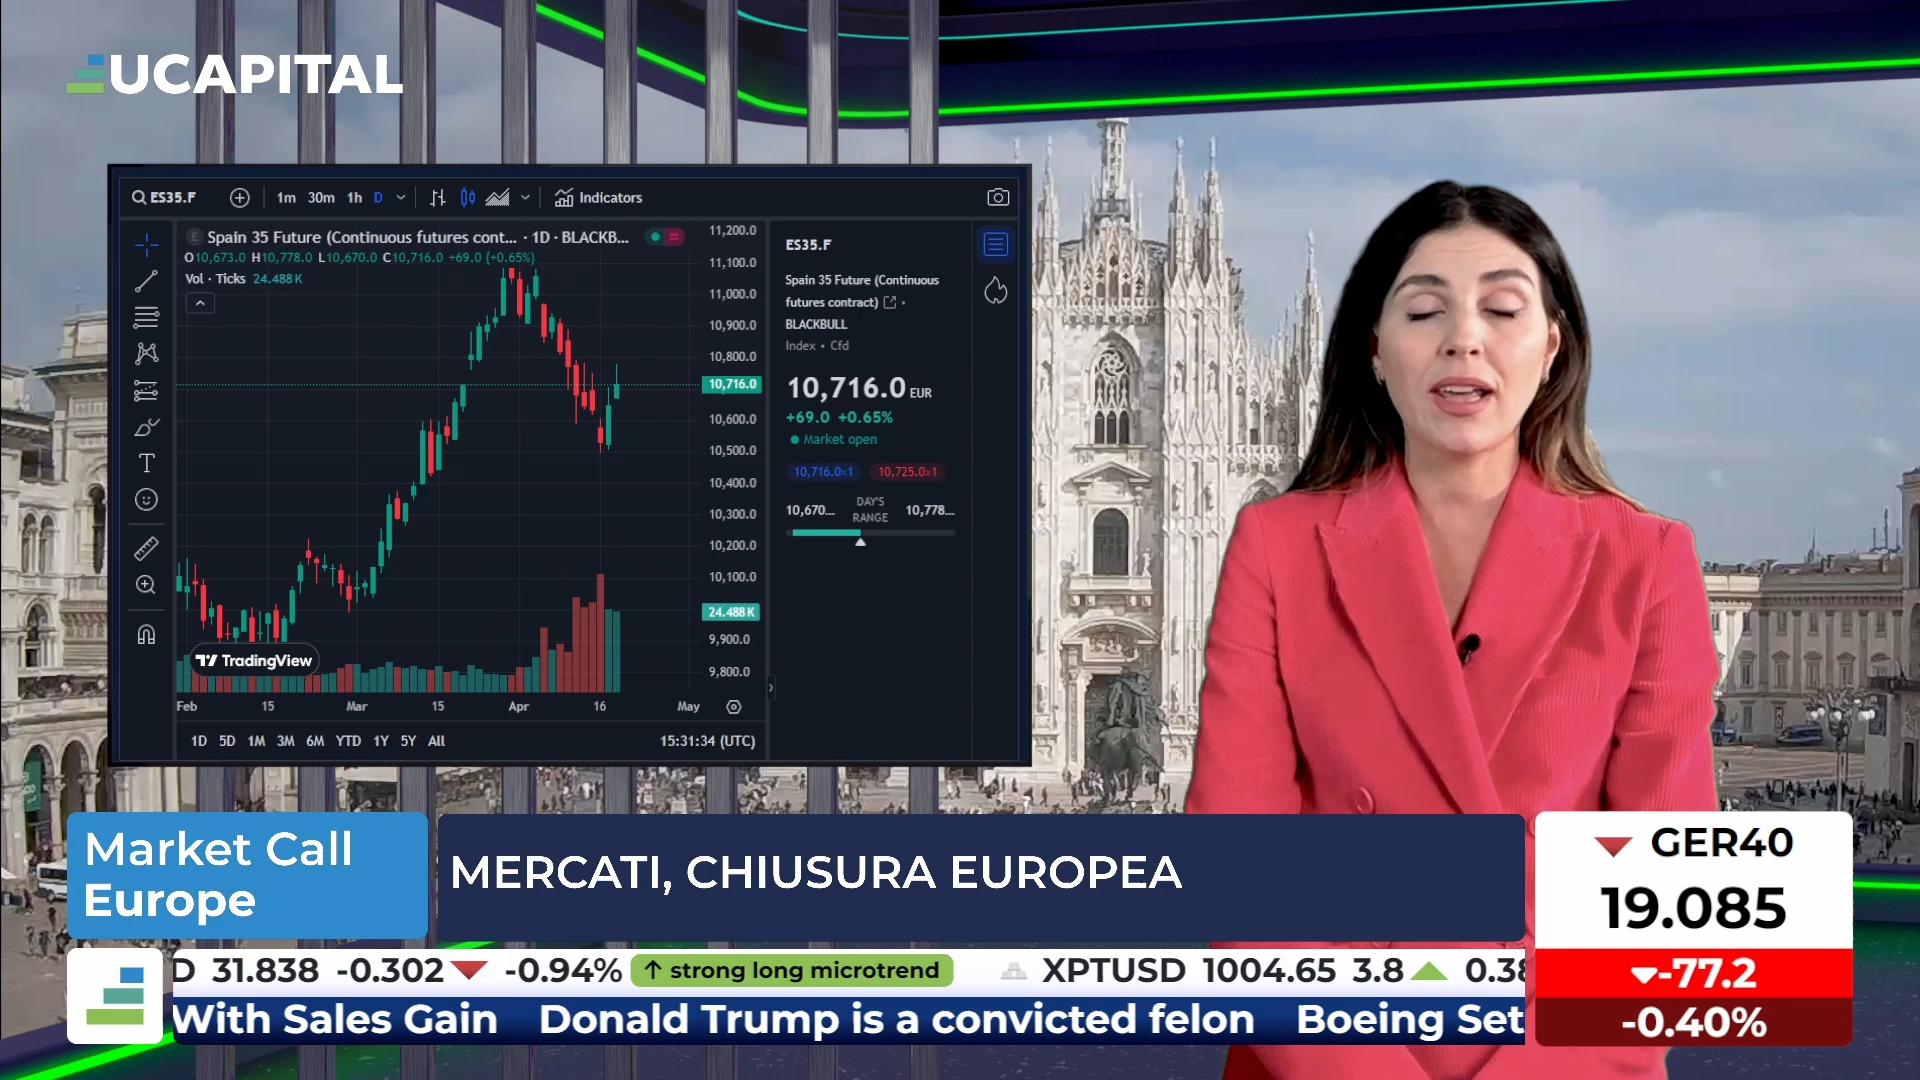 UCAPITAL
ES35.F
1m 30m 1h D
Indicators
E Spain 35 Future (Continuous futures cont... · 1D · BLACKB...
O10,673.0 H10,778.0 L10,670.0 C10,716.0 +69.0 (+0.65%)
Vol · Ticks 24.488K
11,200.0
11,100.0
11,000.0
10,900.0
10,800.0
10,716.0
10,600.0
10,500.0
10,400.0
10,300.0
10,200.0
10,100.0
24.488K
9,900.0
9,800.0
TradingView
Feb 15 Mar 15 Apr 16 May
1D 5D 1M 3M 6M YTD 1Y 5Y All
15:31:34 (UTC)
ES35.F
Spain 35 Future (Continuous
futures contract) •
BLACKBULL
Index • Cfd
10,716.0 EUR
+69.0 +0.65%
Market open
10,716.0×1 10,725.0×1
10,670... DAY'S RANGE 10,778...
Market Call
Europe
MERCATI, CHIUSURA EUROPEA
GER40
19.085
-77.2
-0.40%
D 31.838 -0.302 -0.94% ↑ strong long microtrend XPTUSD 1004.65 3.8 0.38
With Sales Gain Donald Trump is a convicted felon Boeing Set